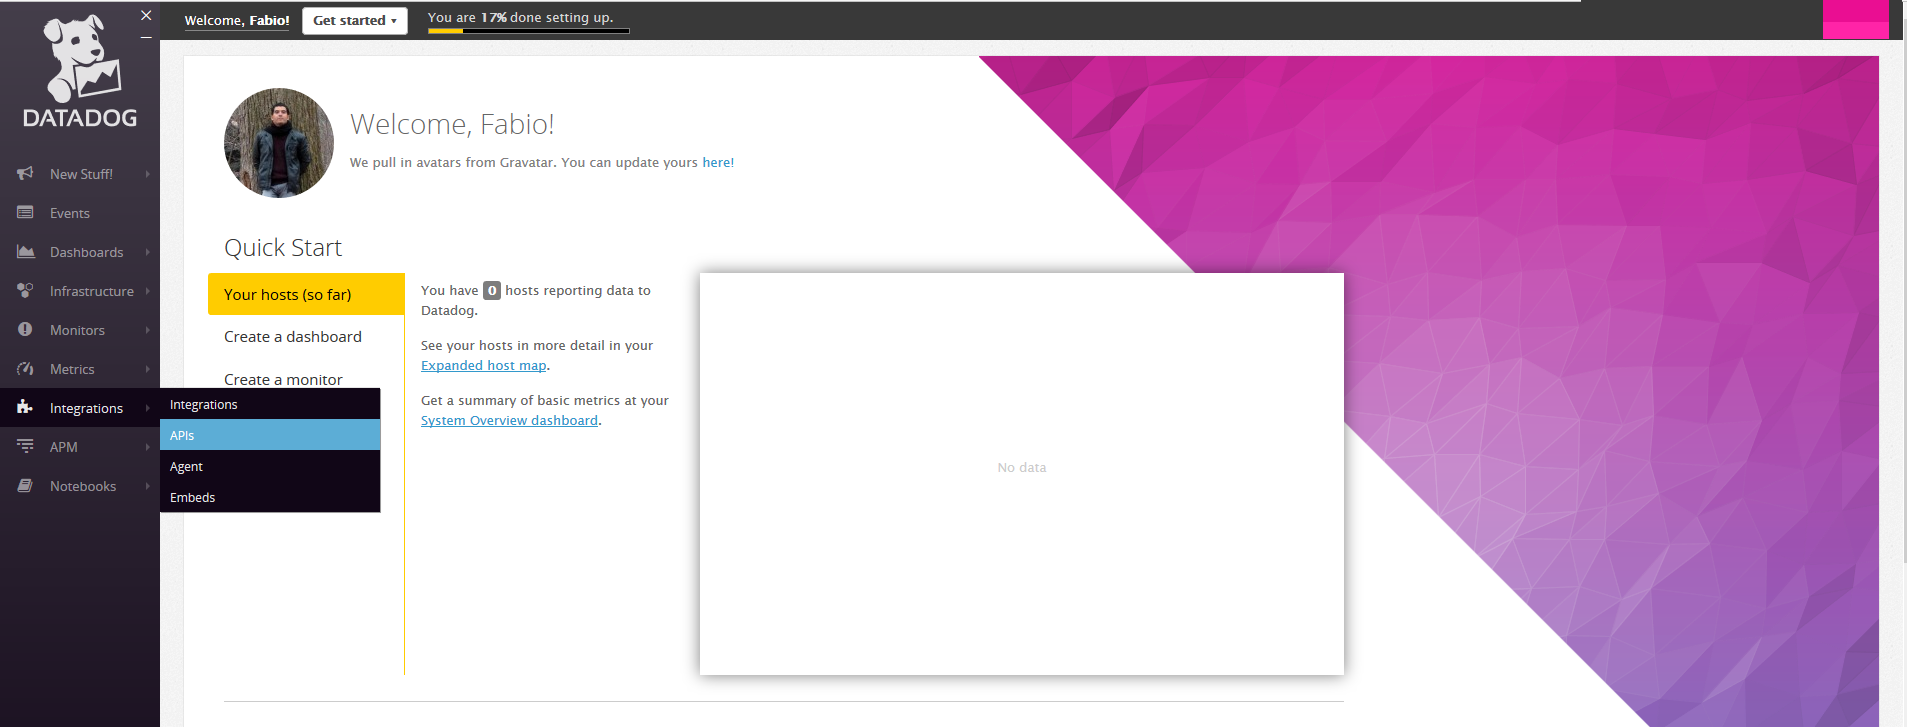 Welcome, Fabio!
Get started
You are 17% done setting up.
DATADOG
New Stuff!
Events
Dashboards
Infrastructure
Monitors
Metrics
Integrations
APM
Notebooks
Integrations
APIs
Agent
Embeds
Welcome, Fabio!
We pull in avatars from Gravatar. You can update yours here!
Quick Start
Your hosts (so far)
Create a dashboard
Create a monitor
You have 0 hosts reporting data to
Datadog.
See your hosts in more detail in your
Expanded host map.
Get a summary of basic metrics at your
System Overview dashboard.
No data